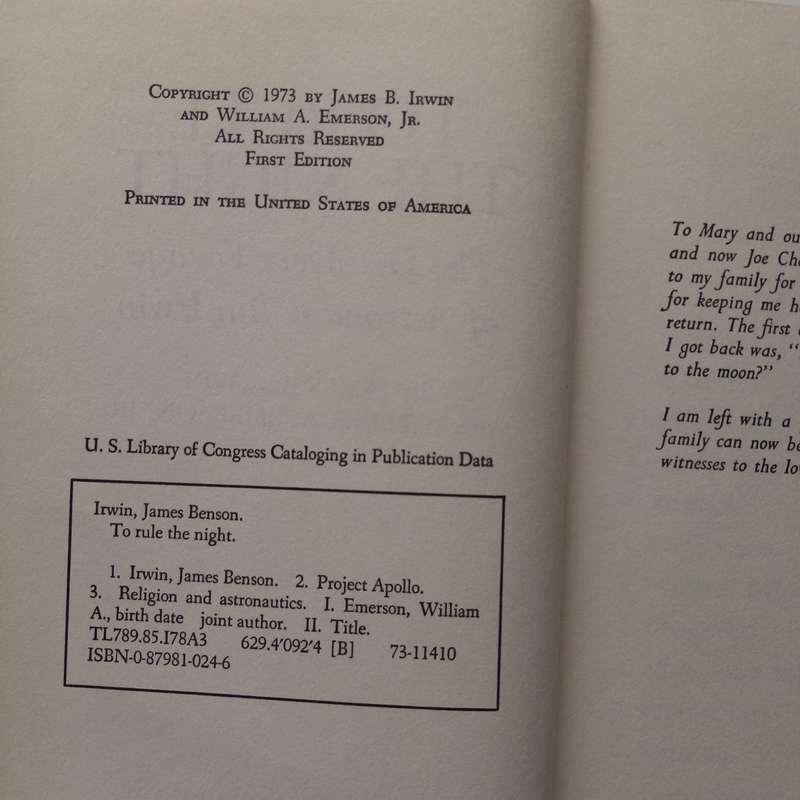 Copyright © 1973 by James B. Irwin
and William A. Emerson, Jr.
All Rights Reserved
First Edition
Printed in the United States of America
U. S. Library of Congress Cataloging in Publication Data
Irwin, James Benson.
To rule the night.
1. Irwin, James Benson. 2. Project Apollo.
3. Religion and astronautics. I. Emerson, William
A., birth date joint author. II. Title.
TL789.85.I78A3 629.4'092'4 [B] 73-11410
ISBN-0-87981-024-6
To Mary and ou
and now Joe Cha
to my family for
for keeping me h
return. The first
I got back was, "
to the moon?"
I am left with a
family can now be
witnesses to the lo